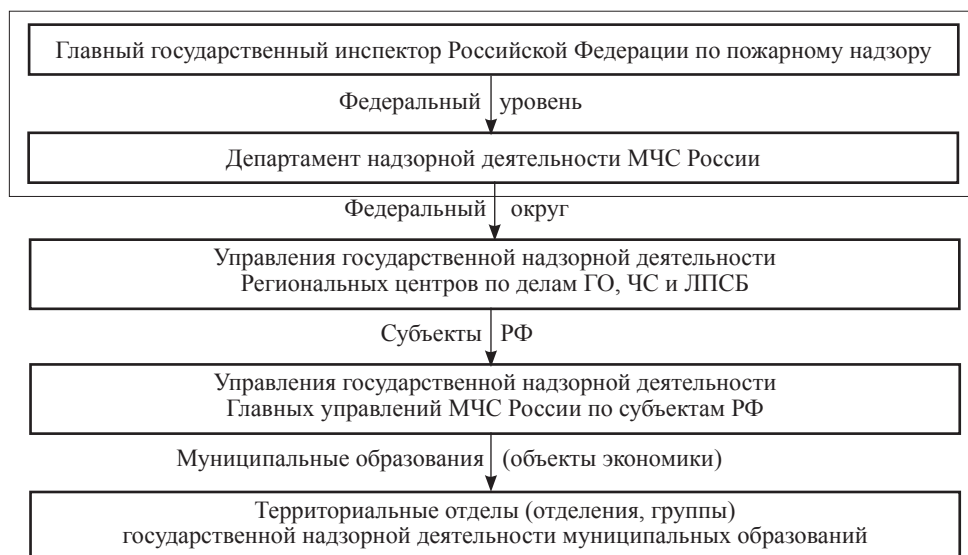 Главный государственный инспектор Российской Федерации по пожарному надзору
Федеральный уровень
Департамент надзорной деятельности МЧС России
Федеральный округ
Управления государственной надзорной деятельности
Региональных центров по делам ГО, ЧС и ЛПСБ
Субъекты РФ
Управления государственной надзорной деятельности
Главных управлений МЧС России по субъектам РФ
Муниципальные образования (объекты экономики)
Территориальные отделы (отделения, группы)
государственной надзорной деятельности муниципальных образований